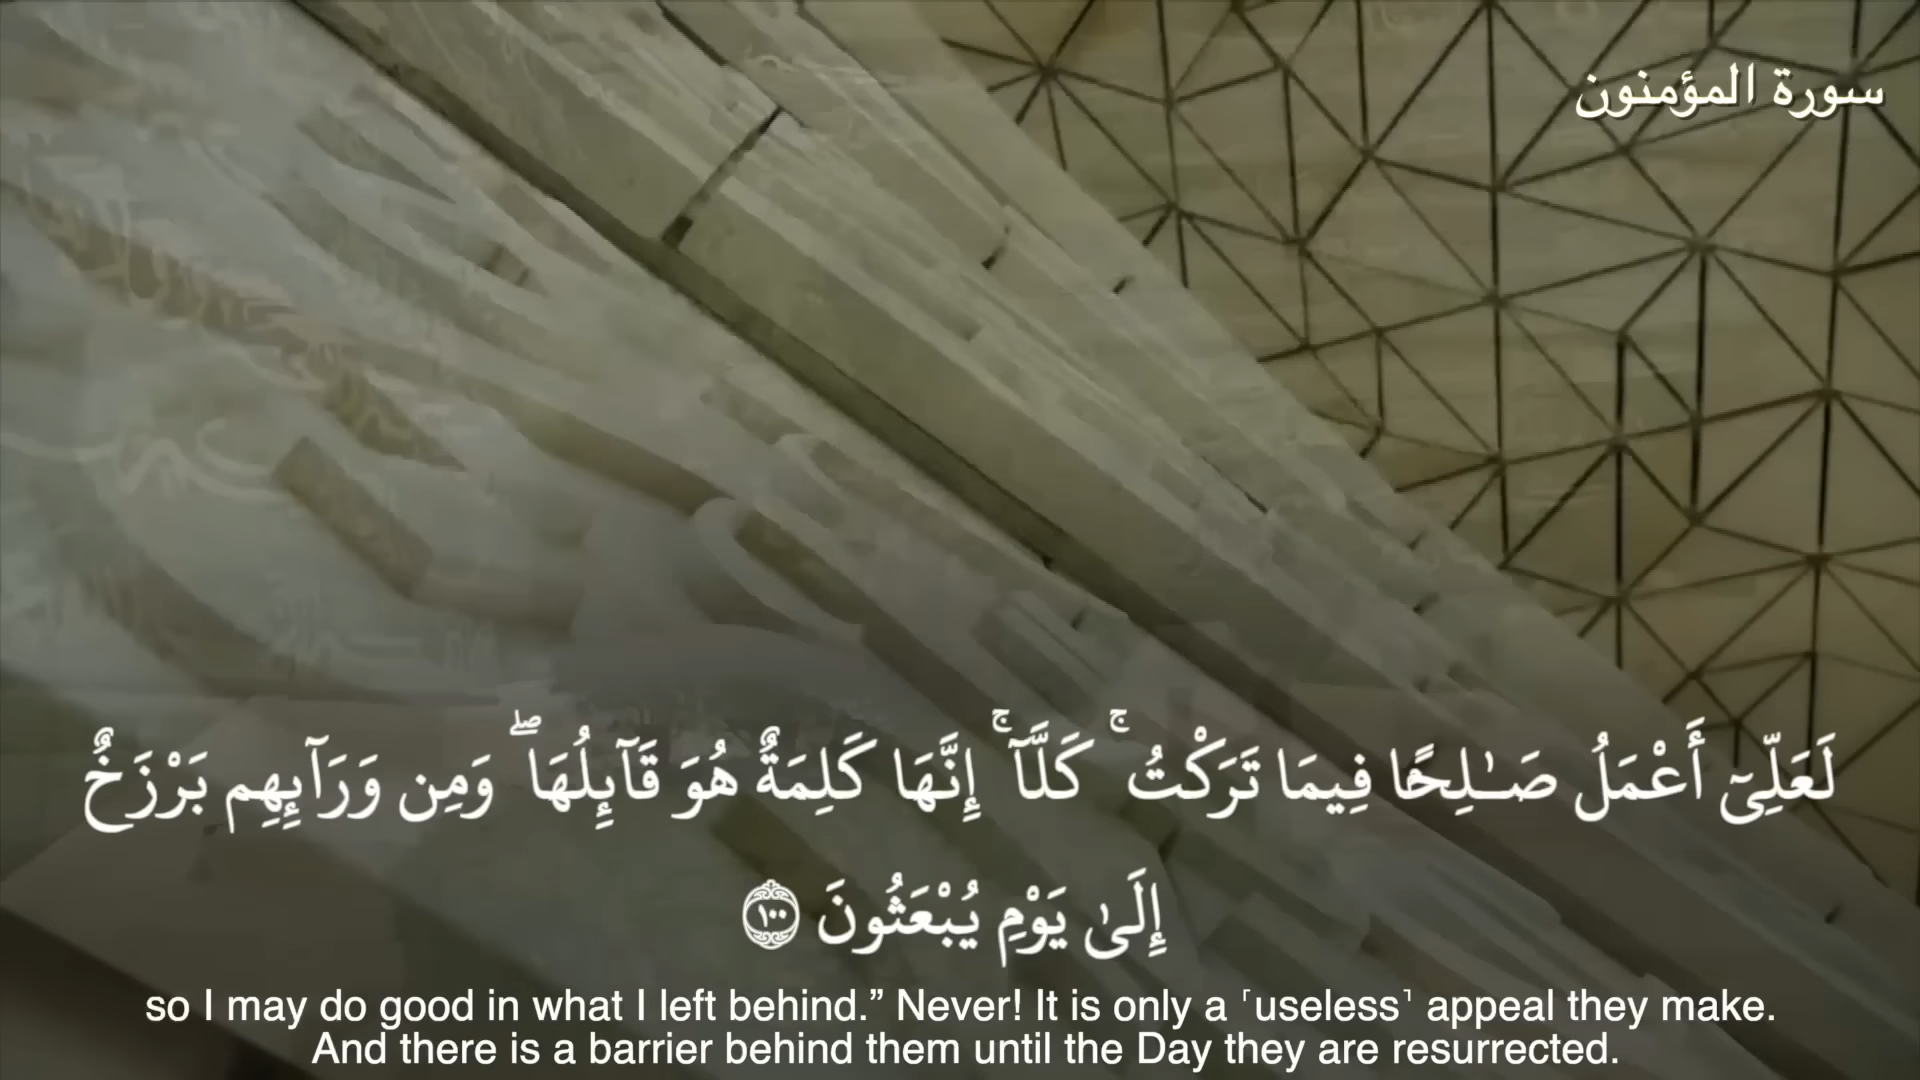 سورة المؤمنون
لَعَلِّىٓ أَعْمَلُ صَـٰلِحًا فِيمَا تَرَكْتُ ۚ كَلَّآ ۚ إِنَّهَا كَلِمَةٌ هُوَ قَآئِلُهَا ۖ وَمِن وَرَآئِهِم بَرْزَخٌ
إِلَىٰ يَوْمِ يُبْعَثُونَ ١٠٠
so I may do good in what I left behind.” Never! It is only a ˹useless˺ appeal they make.
And there is a barrier behind them until the Day they are resurrected.